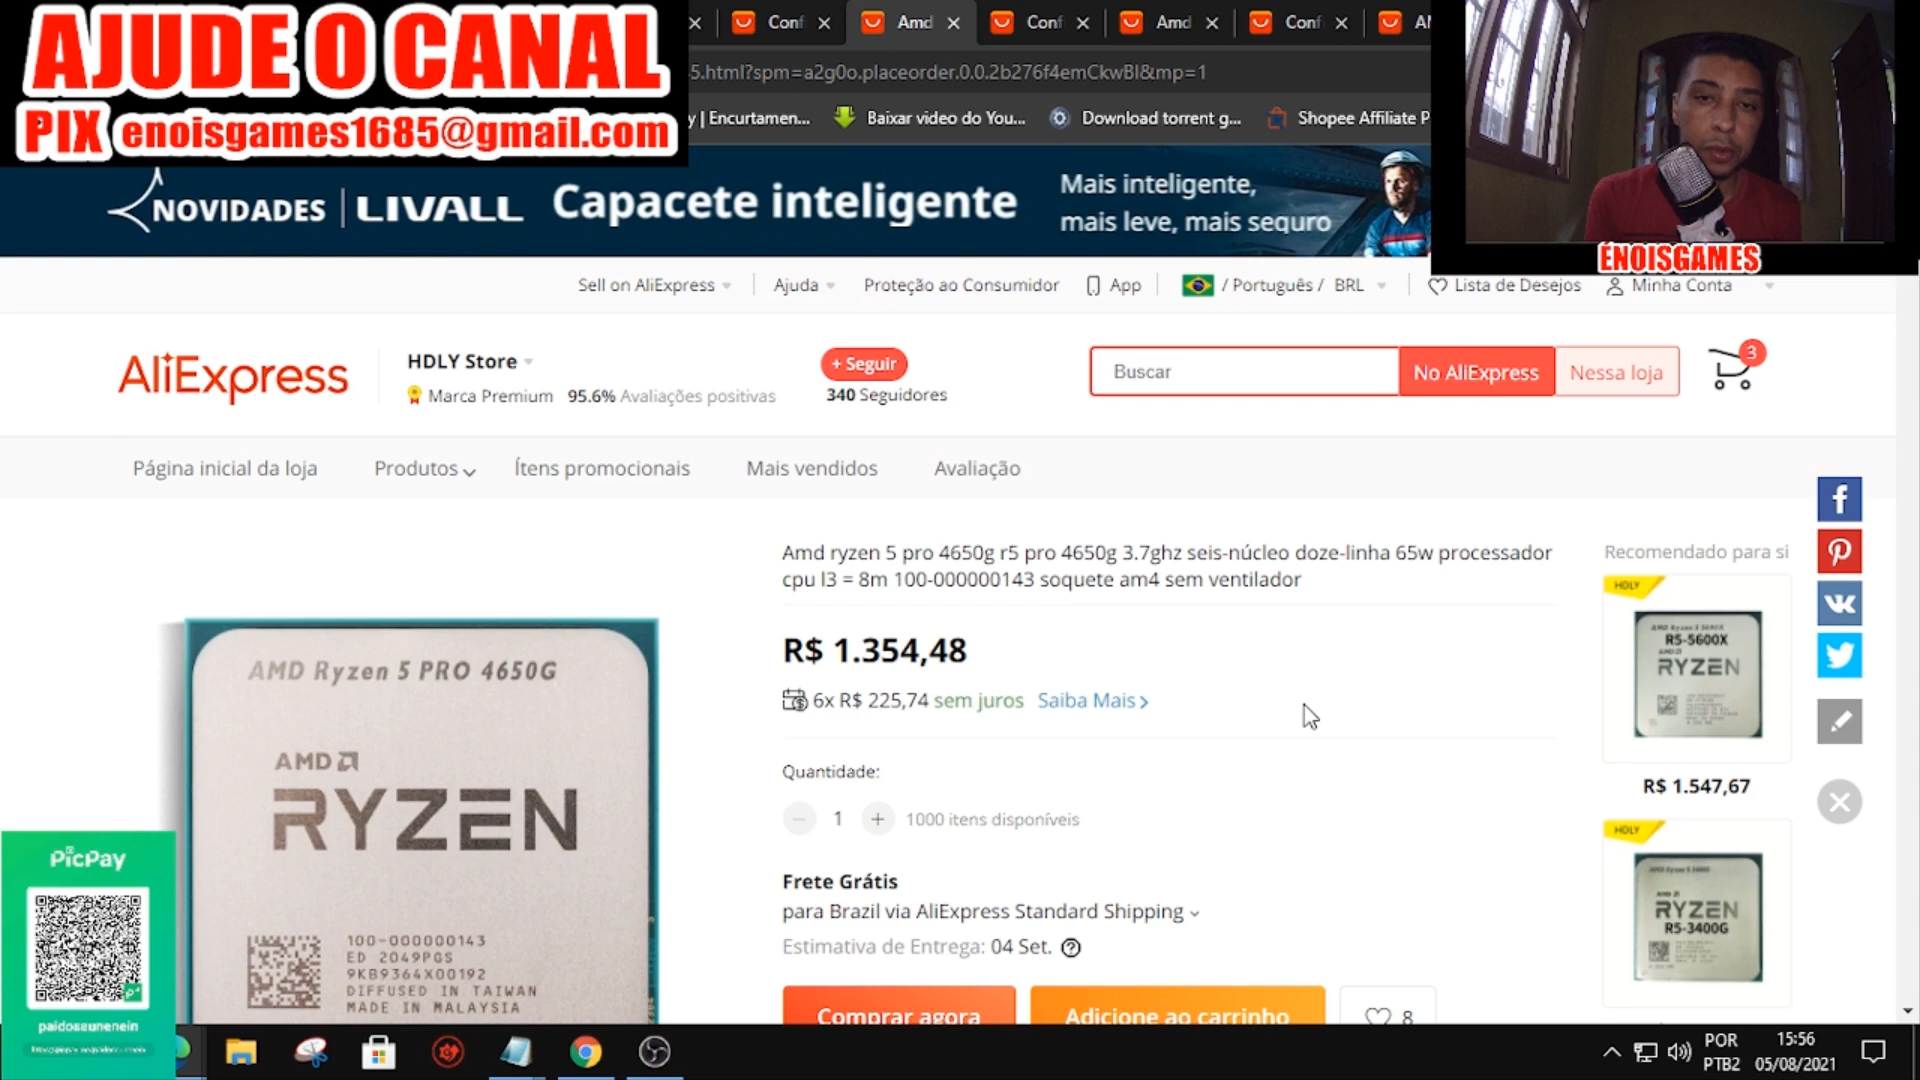 AJUDE O CANAL
PIX enoisgames1685@gmail.com
Conf
Amd
Conf
Amd
Conf
5.html?spm=a2g0o.placeorder.0.0.2b276f4emCkwBI&mp=1
y | Encurtamen...
Baixar video do You...
Download torrent g...
Shopee Affiliate P
NOVIDADES | LIVALL
Capacete inteligente
Mais inteligente,
mais leve, mais seguro
ENOISGAMES
Sell on AliExpress
Ajuda
Proteção ao Consumidor
App
/ Português / BRL
Lista de Desejos
Minha Conta
AliExpress
HDLY Store
Marca Premium 95.6% Avaliações positivas
+ Seguir
340 Seguidores
Buscar
No AliExpress
Nessa loja
3
Página inicial da loja
Produtos
Ítens promocionais
Mais vendidos
Avaliação
Amd ryzen 5 pro 4650g r5 pro 4650g 3.7ghz seis-núcleo doze-linha 65w processador
cpu l3 = 8m 100-000000143 soquete am4 sem ventilador
R$ 1.354,48
6x R$ 225,74 sem juros Saiba Mais
Quantidade:
1
1000 itens disponíveis
Frete Grátis
para Brazil via AliExpress Standard Shipping
Estimativa de Entrega: 04 Set.
Comprar agora
Adicione ao carrinho
8
AMD Ryzen 5 PRO 4650G
AMD
RYZEN
100-000000143
ED 2049PGS
9KB9364X00192
DIFFUSED IN TAIWAN
MADE IN MALAYSIA
Recomendado para si
HDLY
R5-5600X
AMD
RYZEN
R$ 1.547,67
HDLY
AMD
RYZEN
R5-3400G
PicPay
paidoseunenein
POR
PTB2
15:56
05/08/2021